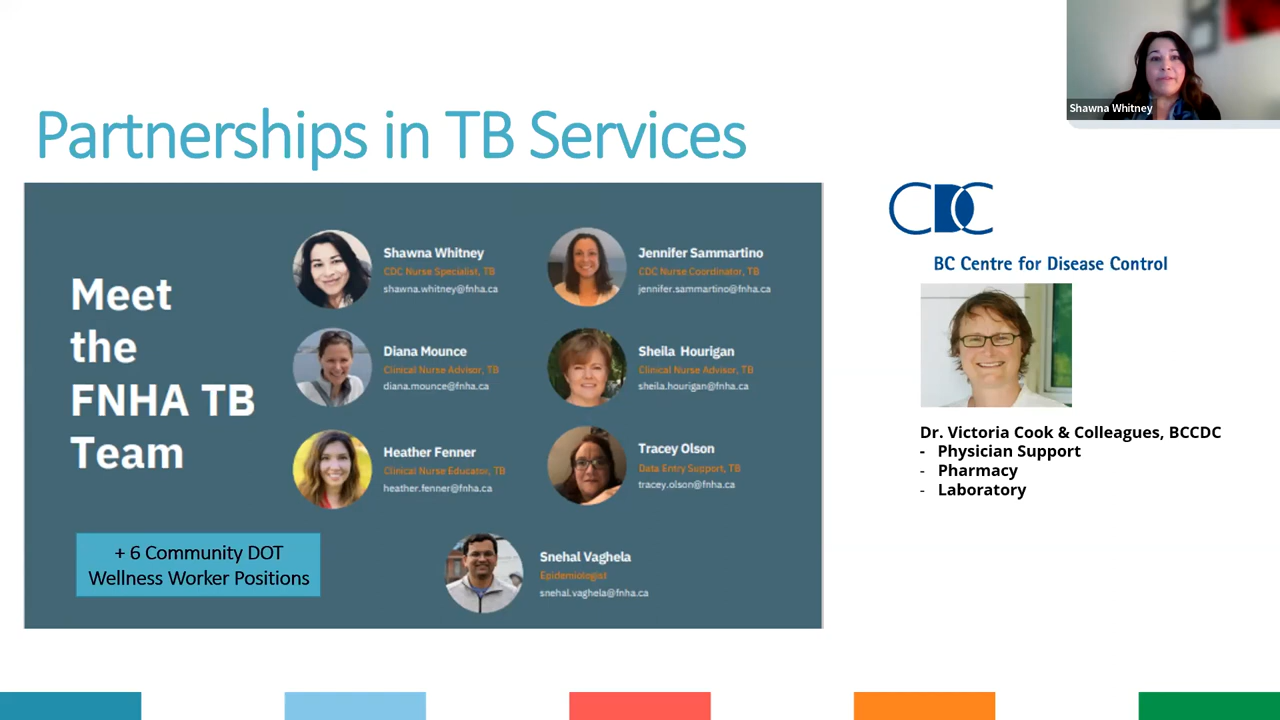 Shawna Whitney
Partnerships in TB Services
Meet
the
FNHA TB
Team
Shawna Whitney
CDC Nurse Specialist, TB
shawna.whitney@fnha.ca
Jennifer Sammartino
CDC Nurse Coordinator, TB
jennifer.sammartino@fnha.ca
Diana Mounce
Clinical Nurse Advisor, TB
diana.mounce@fnha.ca
Sheila Hourigan
Clinical Nurse Advisor, TB
sheila.hourigan@fnha.ca
Heather Fenner
Clinical Nurse Educator, TB
heather.fenner@fnha.ca
Tracey Olson
Data Entry Support, TB
tracey.olson@fnha.ca
Snehal Vaghela
Epidemiologist
snehal.vaghela@fnha.ca
+ 6 Community DOT
Wellness Worker Positions
CDC
BC Centre for Disease Control
Dr. Victoria Cook & Colleagues, BCCDC
- Physician Support
- Pharmacy
- Laboratory